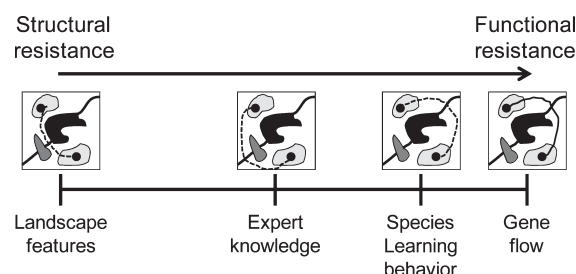 Structural
resistance
Functional
resistance
Landscape
features
Expert
knowledge
Species
Learning
behavior
Gene
flow